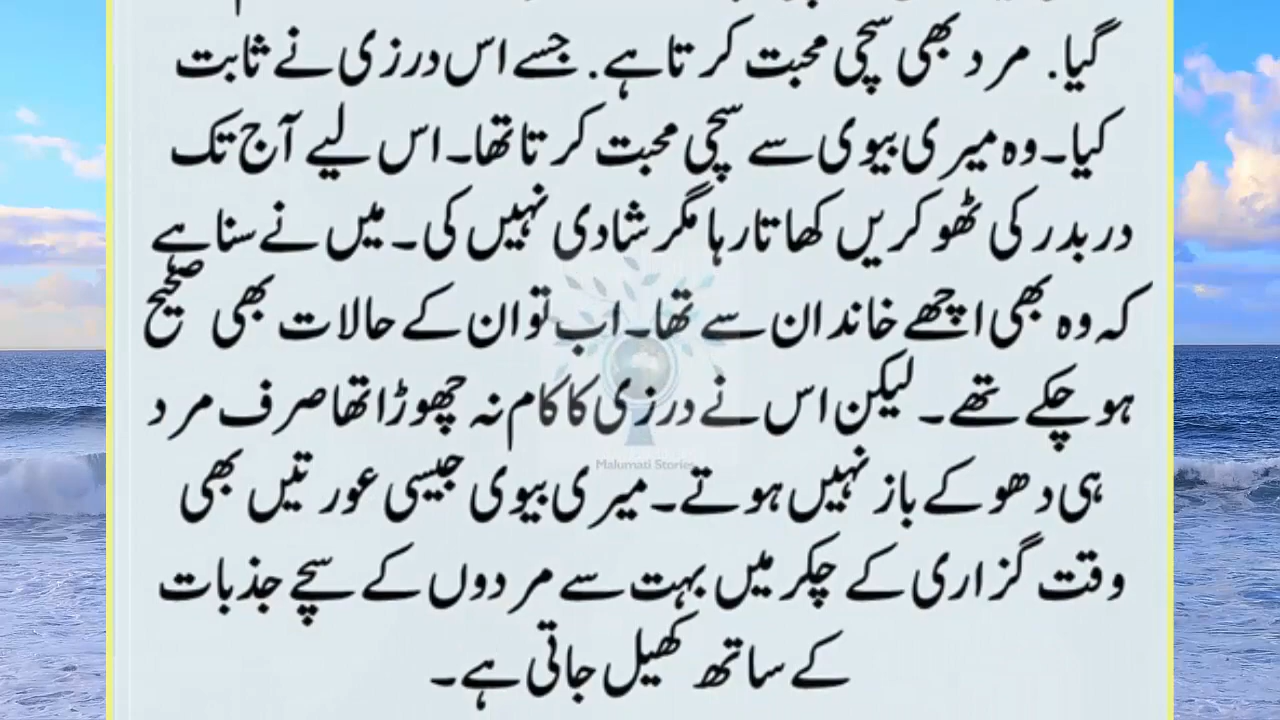 گیا. مرد بھی سچی محبت کرتا ہے. جسے اس درزی نے ثابت
کیا۔ وہ میری بیوی سے سچی محبت کرتا تھا۔ اس لیے آج تک
دربدر کی ٹھوکریں کھاتا رہا مگر شادی نہیں کی۔ میں نے سنا ہے
کہ وہ بھی اچھے خاندان سے تھا۔ اب تو ان کے حالات بھی صحیح
ہو چکے تھے۔ لیکن اس نے درزی کا کام نہ چھوڑا تھا صرف مرد
Malumati Stories
ہی دھوکے باز نہیں ہوتے۔ میری بیوی جیسی عورتیں بھی
وقت گزاری کے چکر میں بہت سے مردوں کے سچے جذبات
کے ساتھ کھیل جاتی ہے۔